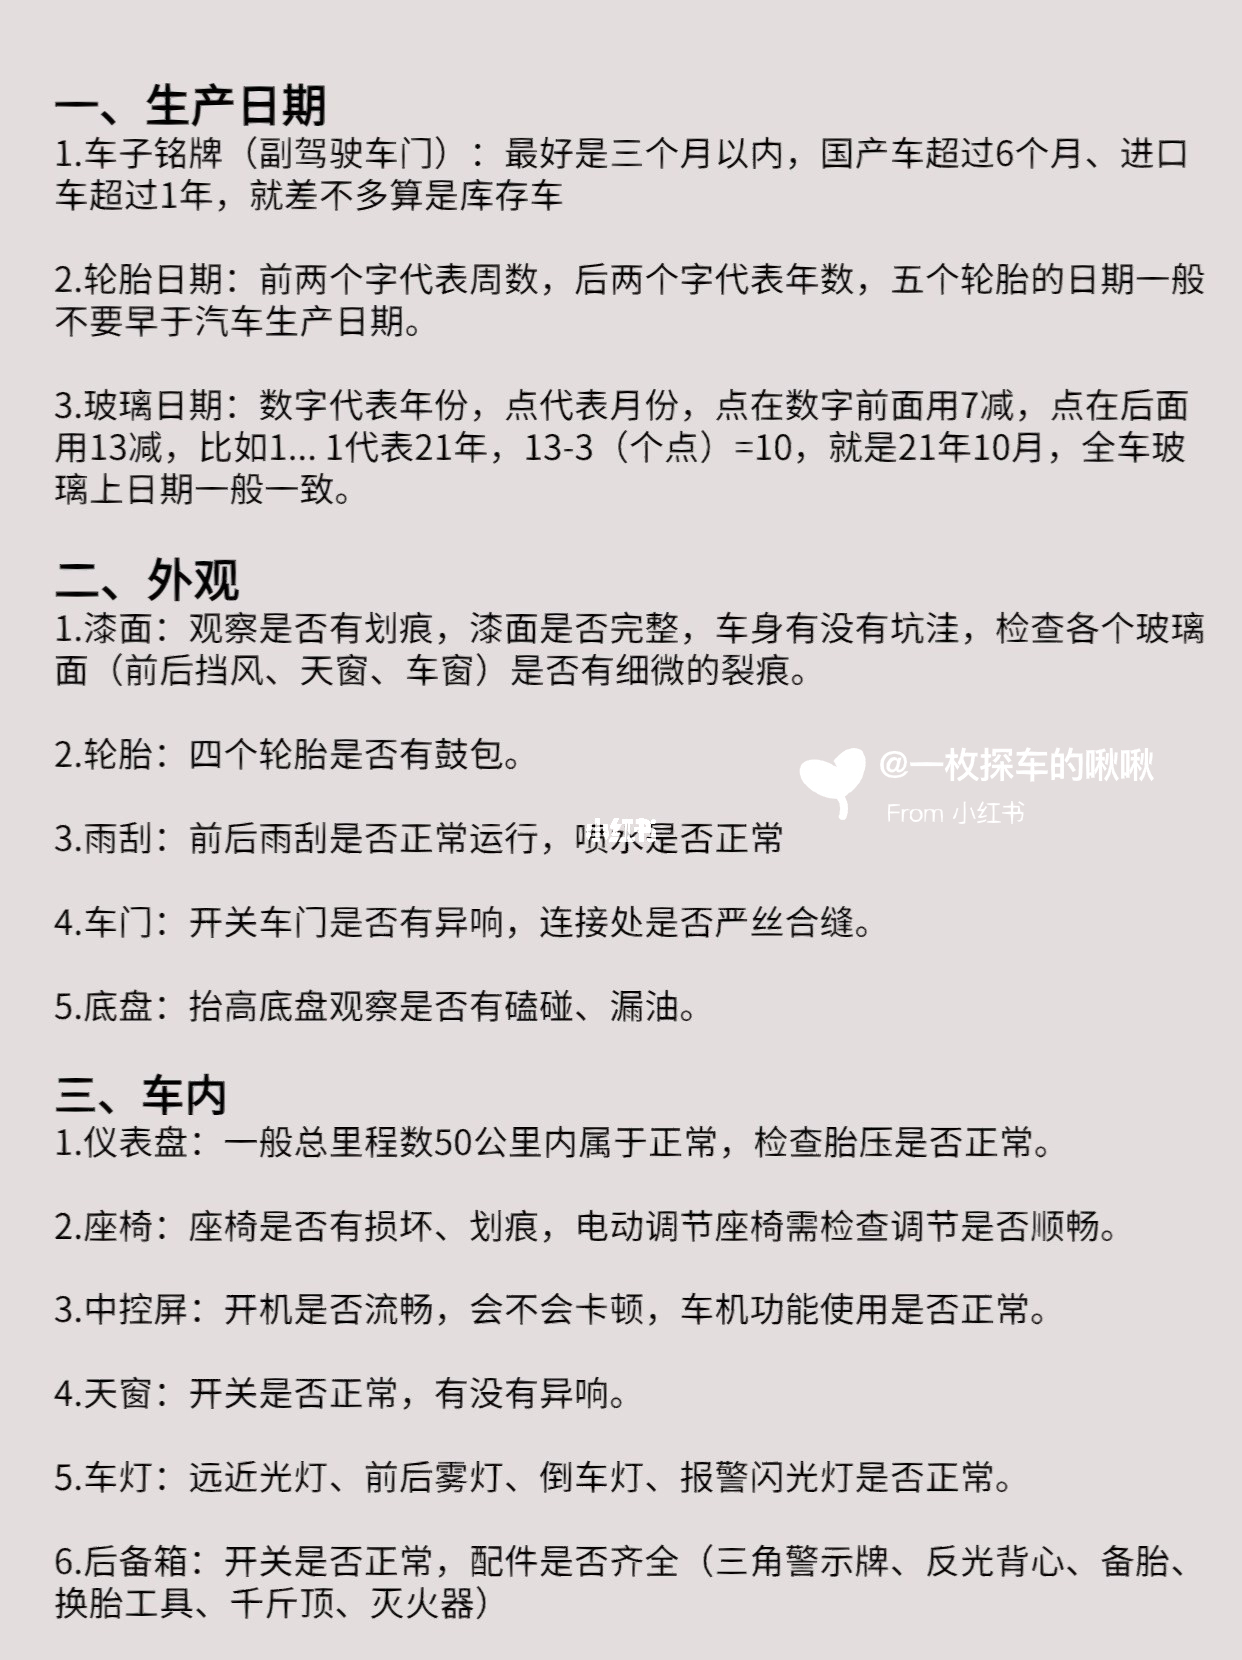 一、生产日期
1.车子铭牌（副驾驶车门）：最好是三个月以内，国产车超过6个月、进口
车超过1年，就差不多算是库存车
2.轮胎日期：前两个字代表周数，后两个字代表年数，五个轮胎的日期一般
不要早于汽车生产日期。
3.玻璃日期：数字代表年份，点代表月份，点在数字前面用7减，点在后面
用13减，比如1... 1代表21年，13-3（个点）=10，就是21年10月，全车玻
璃上日期一般一致。
二、外观
1.漆面：观察是否有划痕，漆面是否完整，车身有没有坑洼，检查各个玻璃
面（前后挡风、天窗、车窗）是否有细微的裂痕。
2.轮胎：四个轮胎是否有鼓包。
@一枚探车的啾啾
From 小红书
3.雨刮：前后雨刮是否正常运行，喷水是否正常
小红书
4.车门：开关车门是否有异响，连接处是否严丝合缝。
5.底盘：抬高底盘观察是否有磕碰、漏油。
三、车内
1.仪表盘：一般总里程数50公里内属于正常，检查胎压是否正常。
2.座椅：座椅是否有损坏、划痕，电动调节座椅需检查调节是否顺畅。
3.中控屏：开机是否流畅，会不会卡顿，车机功能使用是否正常。
4.天窗：开关是否正常，有没有异响。
5.车灯：远近光灯、前后雾灯、倒车灯、报警闪光灯是否正常。
6.后备箱：开关是否正常，配件是否齐全（三角警示牌、反光背心、备胎、
换胎工具、千斤顶、灭火器）